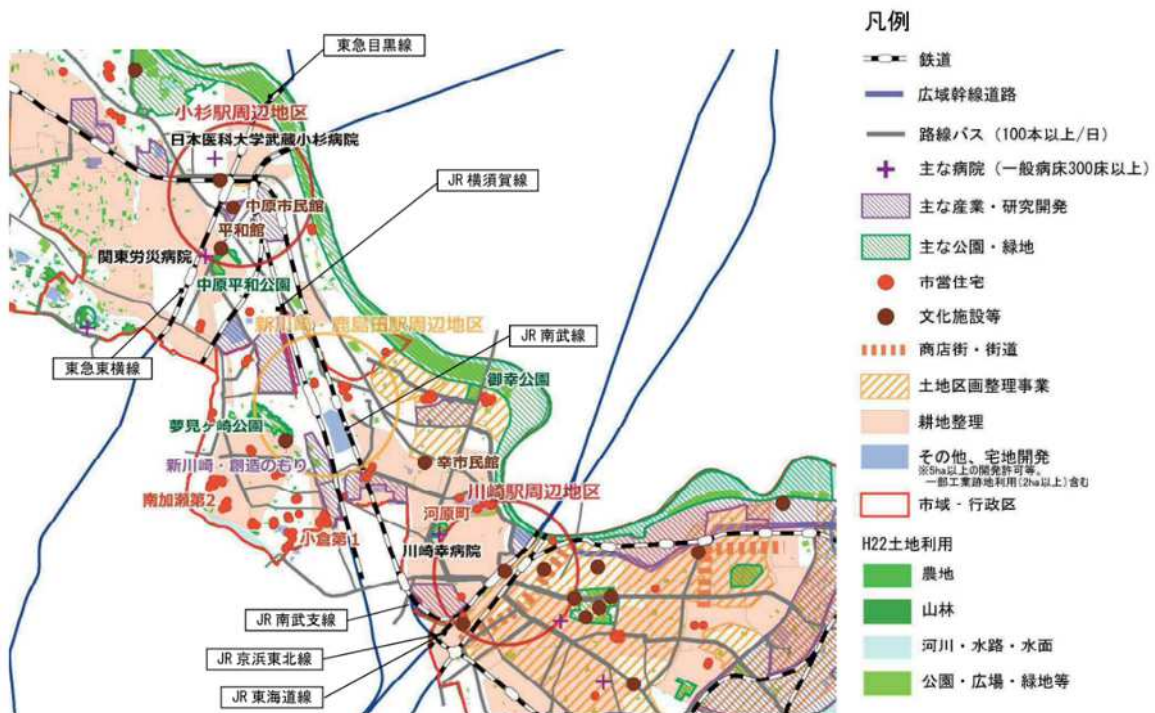 東急目黒線
小杉駅周辺地区
日本医科大学武蔵小杉病院
JR 横須賀線
中原市民館
平和館
関東労災病院
中原平和公園
新川崎・鹿島田駅周辺地区
JR 南武線
東急東横線
御幸公園
夢見ヶ崎公園
幸市民館
新川崎・創造のもり
川崎駅周辺地区
南加瀬第2
河原町
小倉第1
川崎幸病院
JR 南武支線
JR 京浜東北線
JR 東海道線
凡例
鉄道
広域幹線道路
路線バス（100本以上/日）
主な病院（一般病床300床以上）
主な産業・研究開発
主な公園・緑地
市営住宅
文化施設等
商店街・街道
土地区画整理事業
耕地整理
その他、宅地開発
※5ha以上の開発許可等。
一部工業跡地利用(2ha以上)含む
市域・行政区
H22土地利用
農地
山林
河川・水路・水面
公園・広場・緑地等